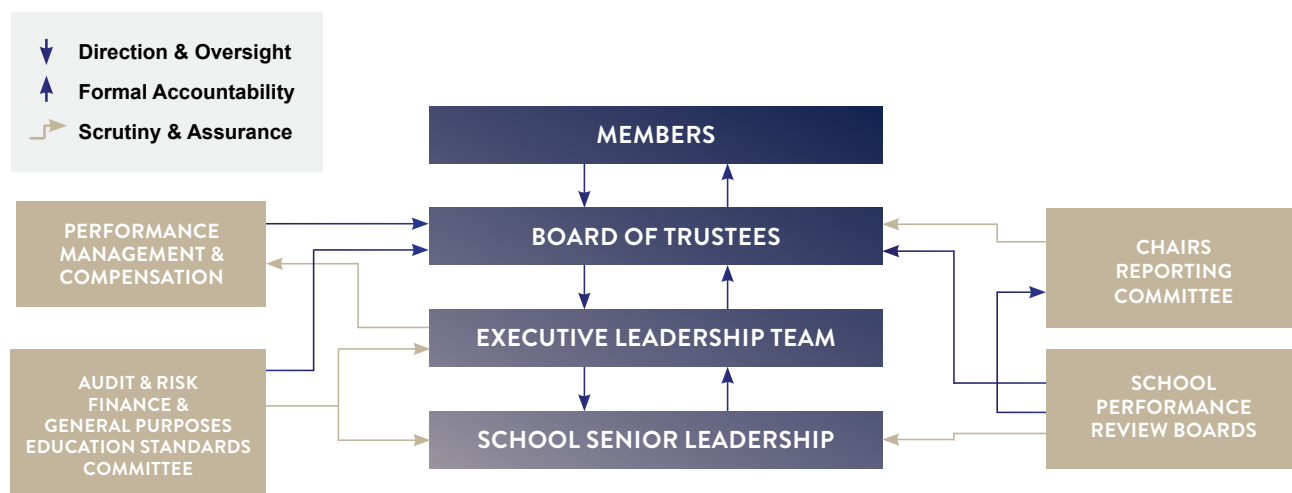 Direction & Oversight
Formal Accountability
Scrutiny & Assurance
MEMBERS
PERFORMANCE
MANAGEMENT &
COMPENSATION
BOARD OF TRUSTEES
CHAIRS
REPORTING
COMMITTEE
EXECUTIVE LEADERSHIP TEAM
AUDIT & RISK
FINANCE &
GENERAL PURPOSES
EDUCATION STANDARDS
COMMITTEE
SCHOOL SENIOR LEADERSHIP
SCHOOL
PERFORMANCE
REVIEW BOARDS